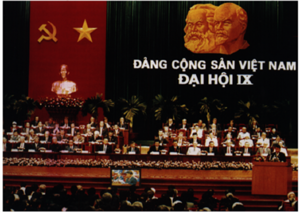 ĐẢNG CỘNG SẢN VIỆT NAM
ĐẠI HỘI IX